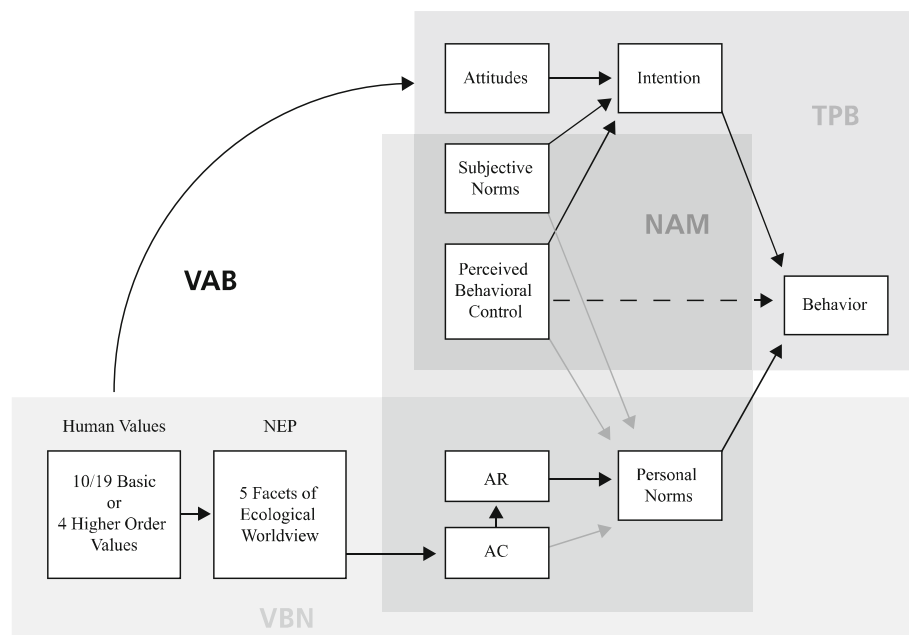 Attitudes
Intention
TPB
Subjective
Norms
NAM
VAB
Perceived
Behavioral
Control
Behavior
Human Values
NEP
10/19 Basic
or
4 Higher Order
Values
5 Facets of
Ecological
Worldview
AR
Personal
Norms
AC
VBN